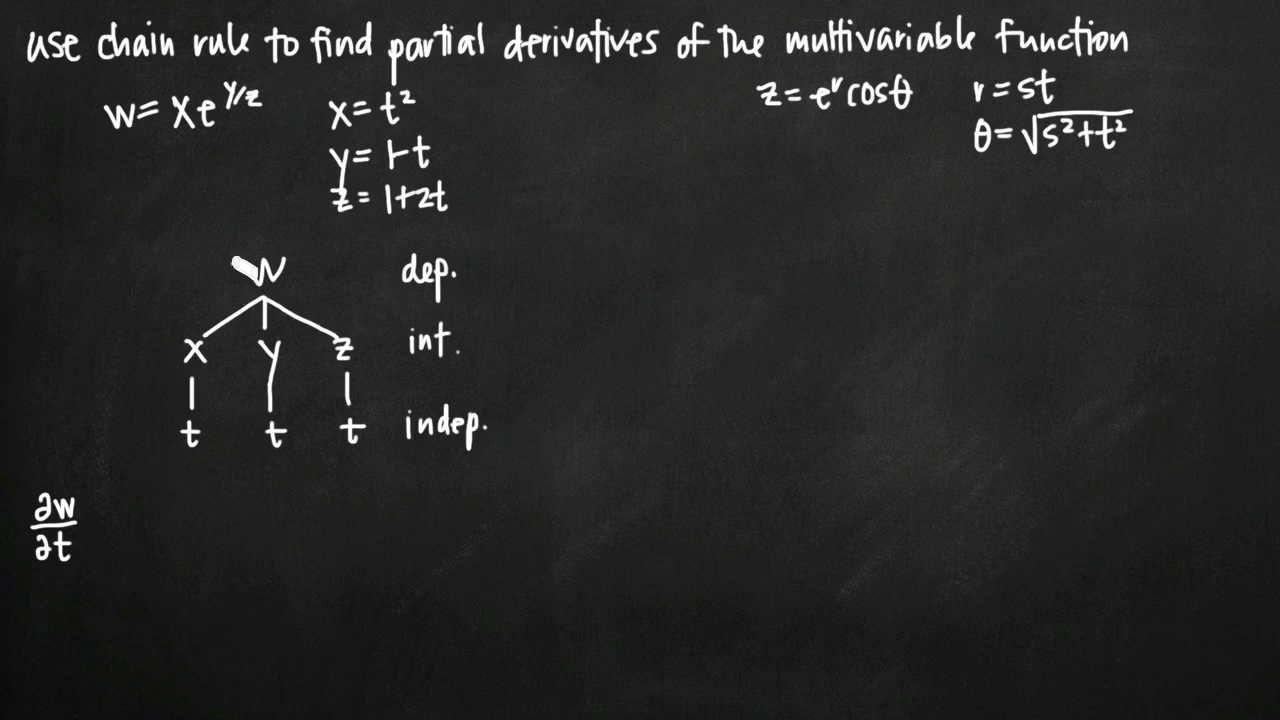 use chain rule to find partial derivatives of the multivariable function
w = xe^{y/z}
x = t²
y = 1-t
z = 1+2t
z = e^r cosθ
r = st
θ = √(s²+t²)
W dep.
x y z int.
t t t indep.
∂w/∂t